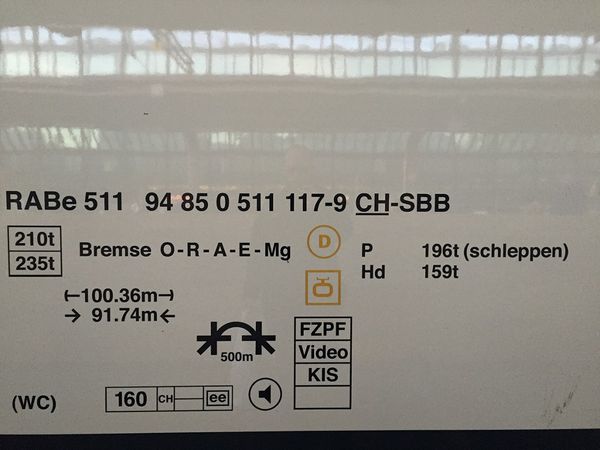 RABe 511 94 85 0 511 117-9 CH-SBB
210t
235t
Bremse O-R-A-E-Mg
D
P 196t (schleppen)
Hd 159t
100.36m
91.74m
500m
FZPF
Video
KIS
(WC)
160 CH ee